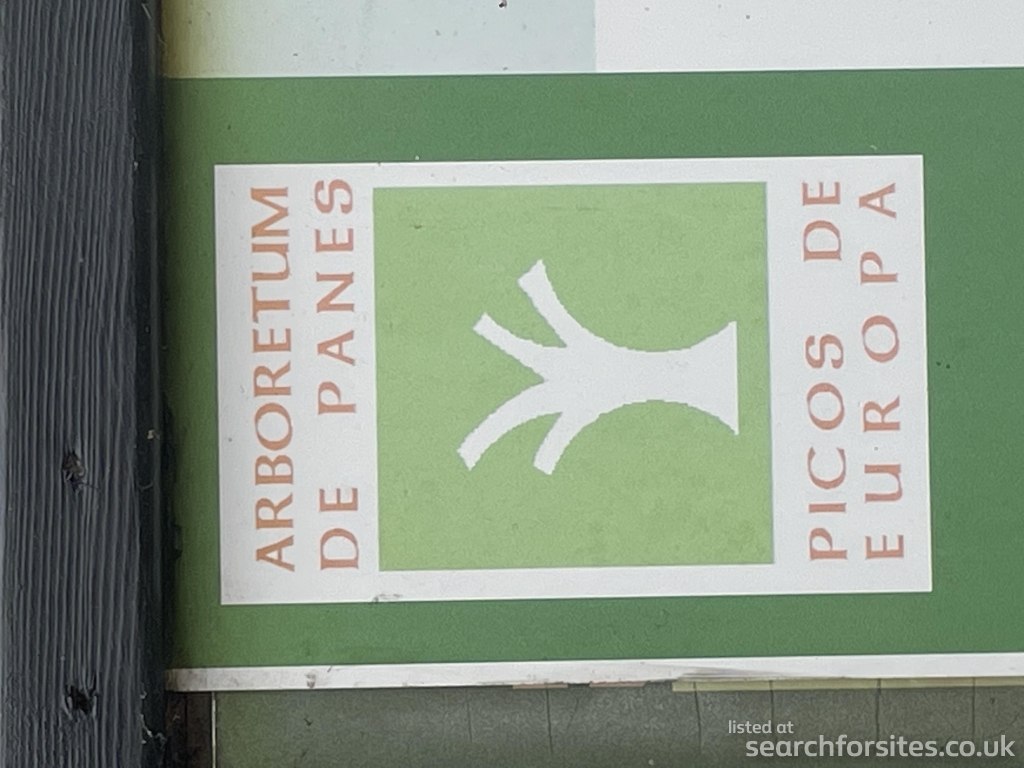 ARBORETUM
DE PANES
PICOS DE
EUROPA
listed at
searchforsites.co.uk